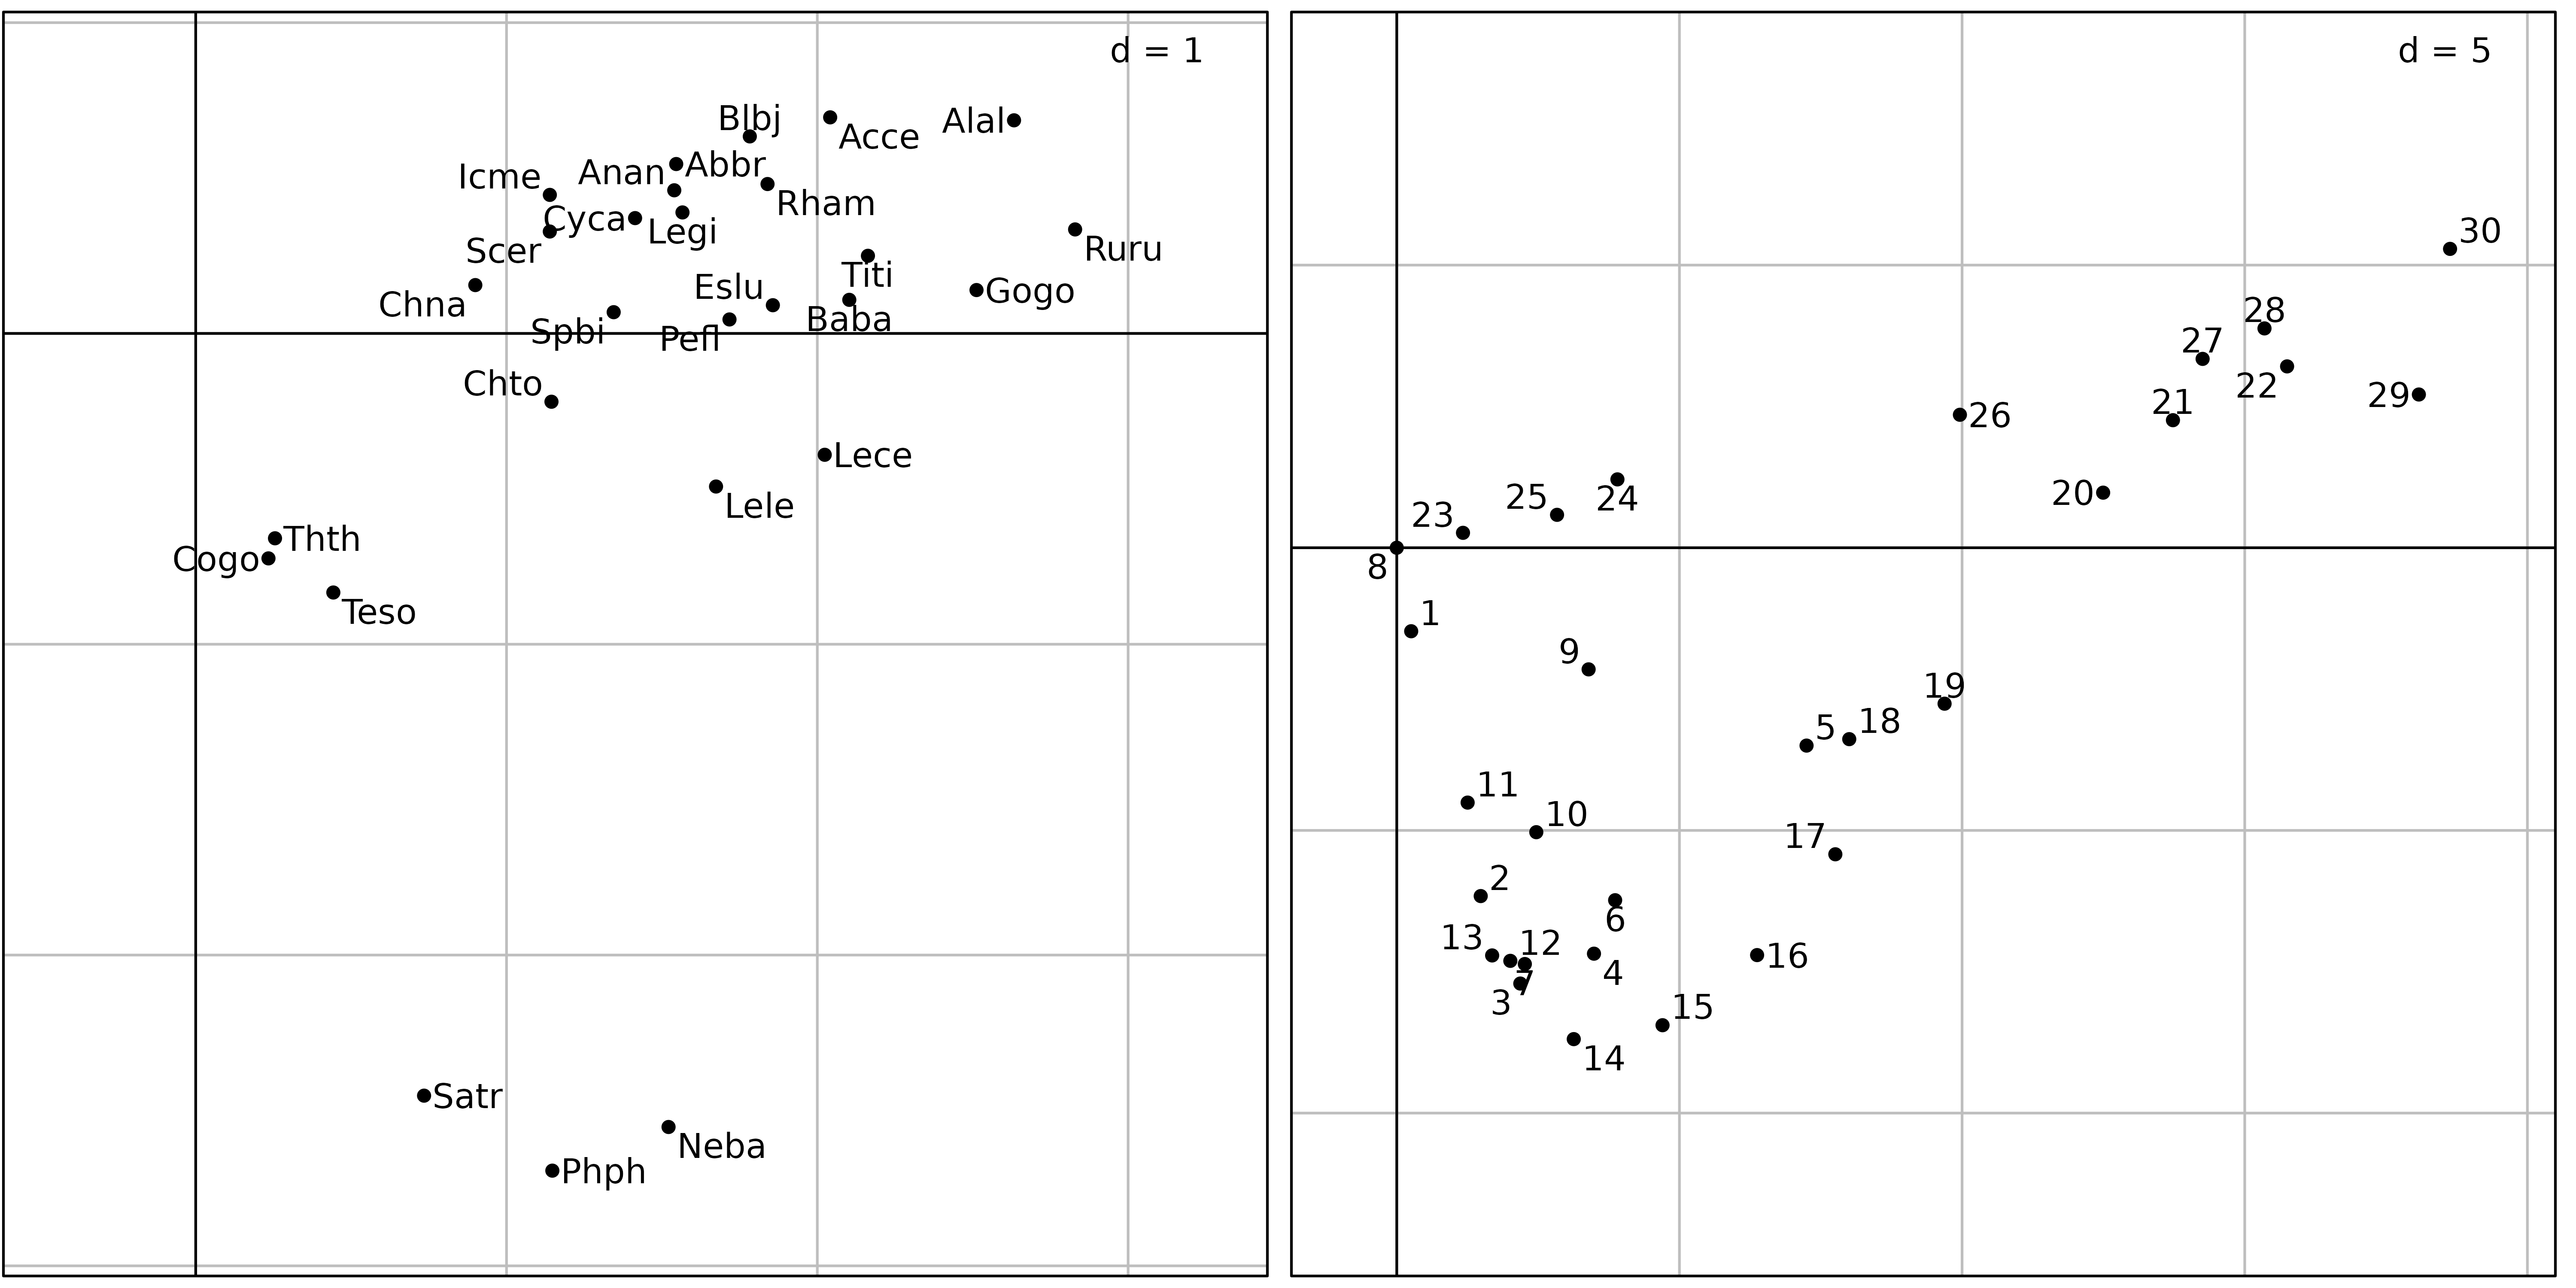 d = 1
Blbj
Acce
Alal
Icme
Anan
Abbr
Rham
Cyca
Legi
Scer
Ruru
Titi
Chna
Eslu
Gogo
Spbi
Pefl
Baba
Chto
Lece
Lele
Thth
Cogo
Teso
Satr
Neba
Phph
d = 5
30
28
27
22
29
21
26
20
25
24
23
8
1
9
19
5
18
11
10
17
2
6
13
12
4
16
7
3
15
14